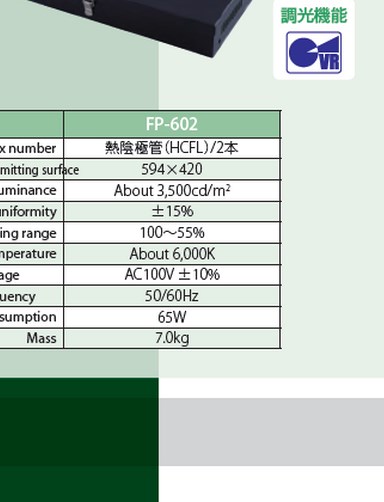 調光機能
VR
FP-602
x number 熱陰極管(HCFL)/2本
mitting surface 594×420
uminance About 3,500cd/m²
niformity ±15%
ing range 100~55%
nperature About 6,000K
age AC100V ±10%
uency 50/60Hz
sumption 65W
Mass 7.0kg